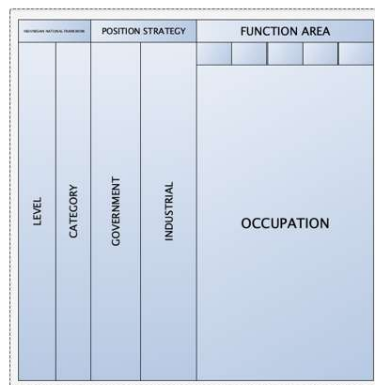 POSITION STRATEGY
FUNCTION AREA
LEVEL
CATEGORY
GOVERNMENT
INDUSTRIAL
OCCUPATION